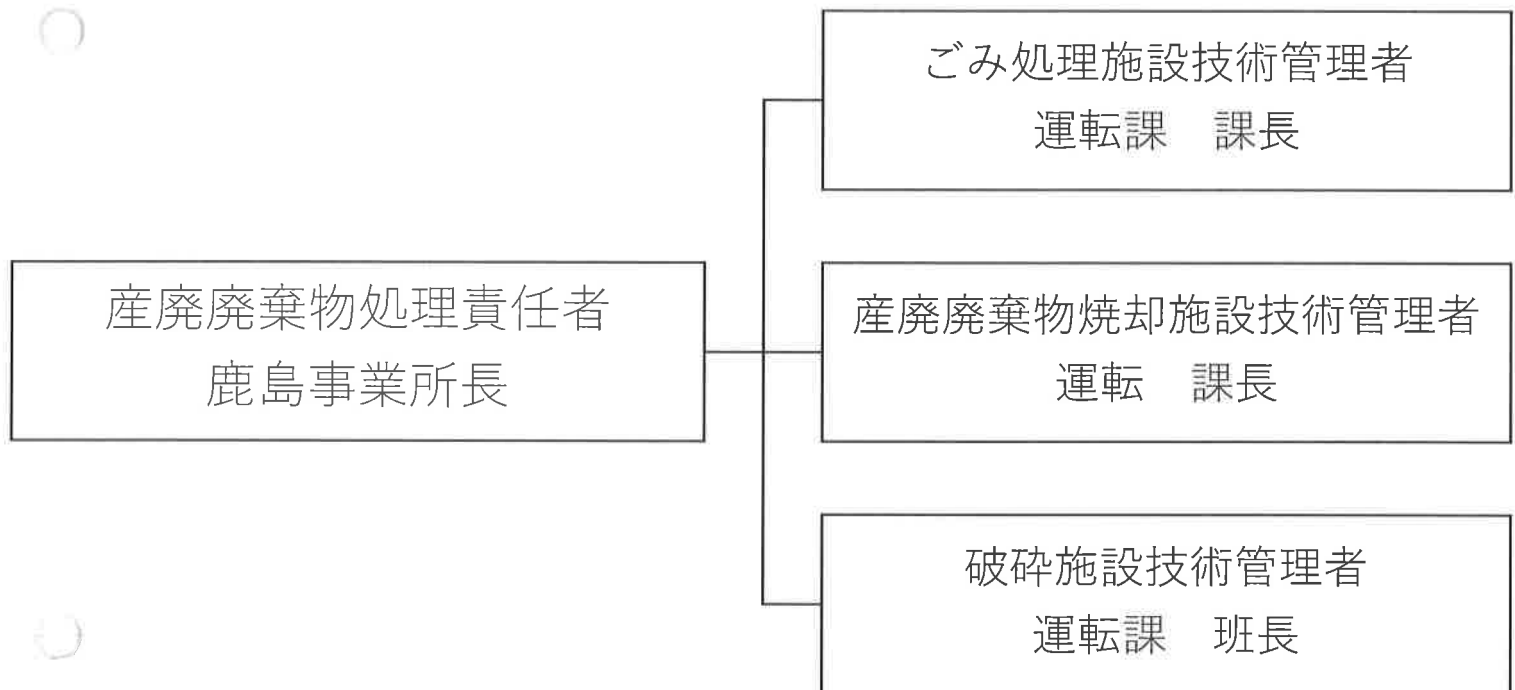 ごみ処理施設技術管理者
運転課　課長
産廃廃棄物処理責任者
鹿島事業所長
産廃廃棄物焼却施設技術管理者
運転　課長
破砕施設技術管理者
運転課　班長